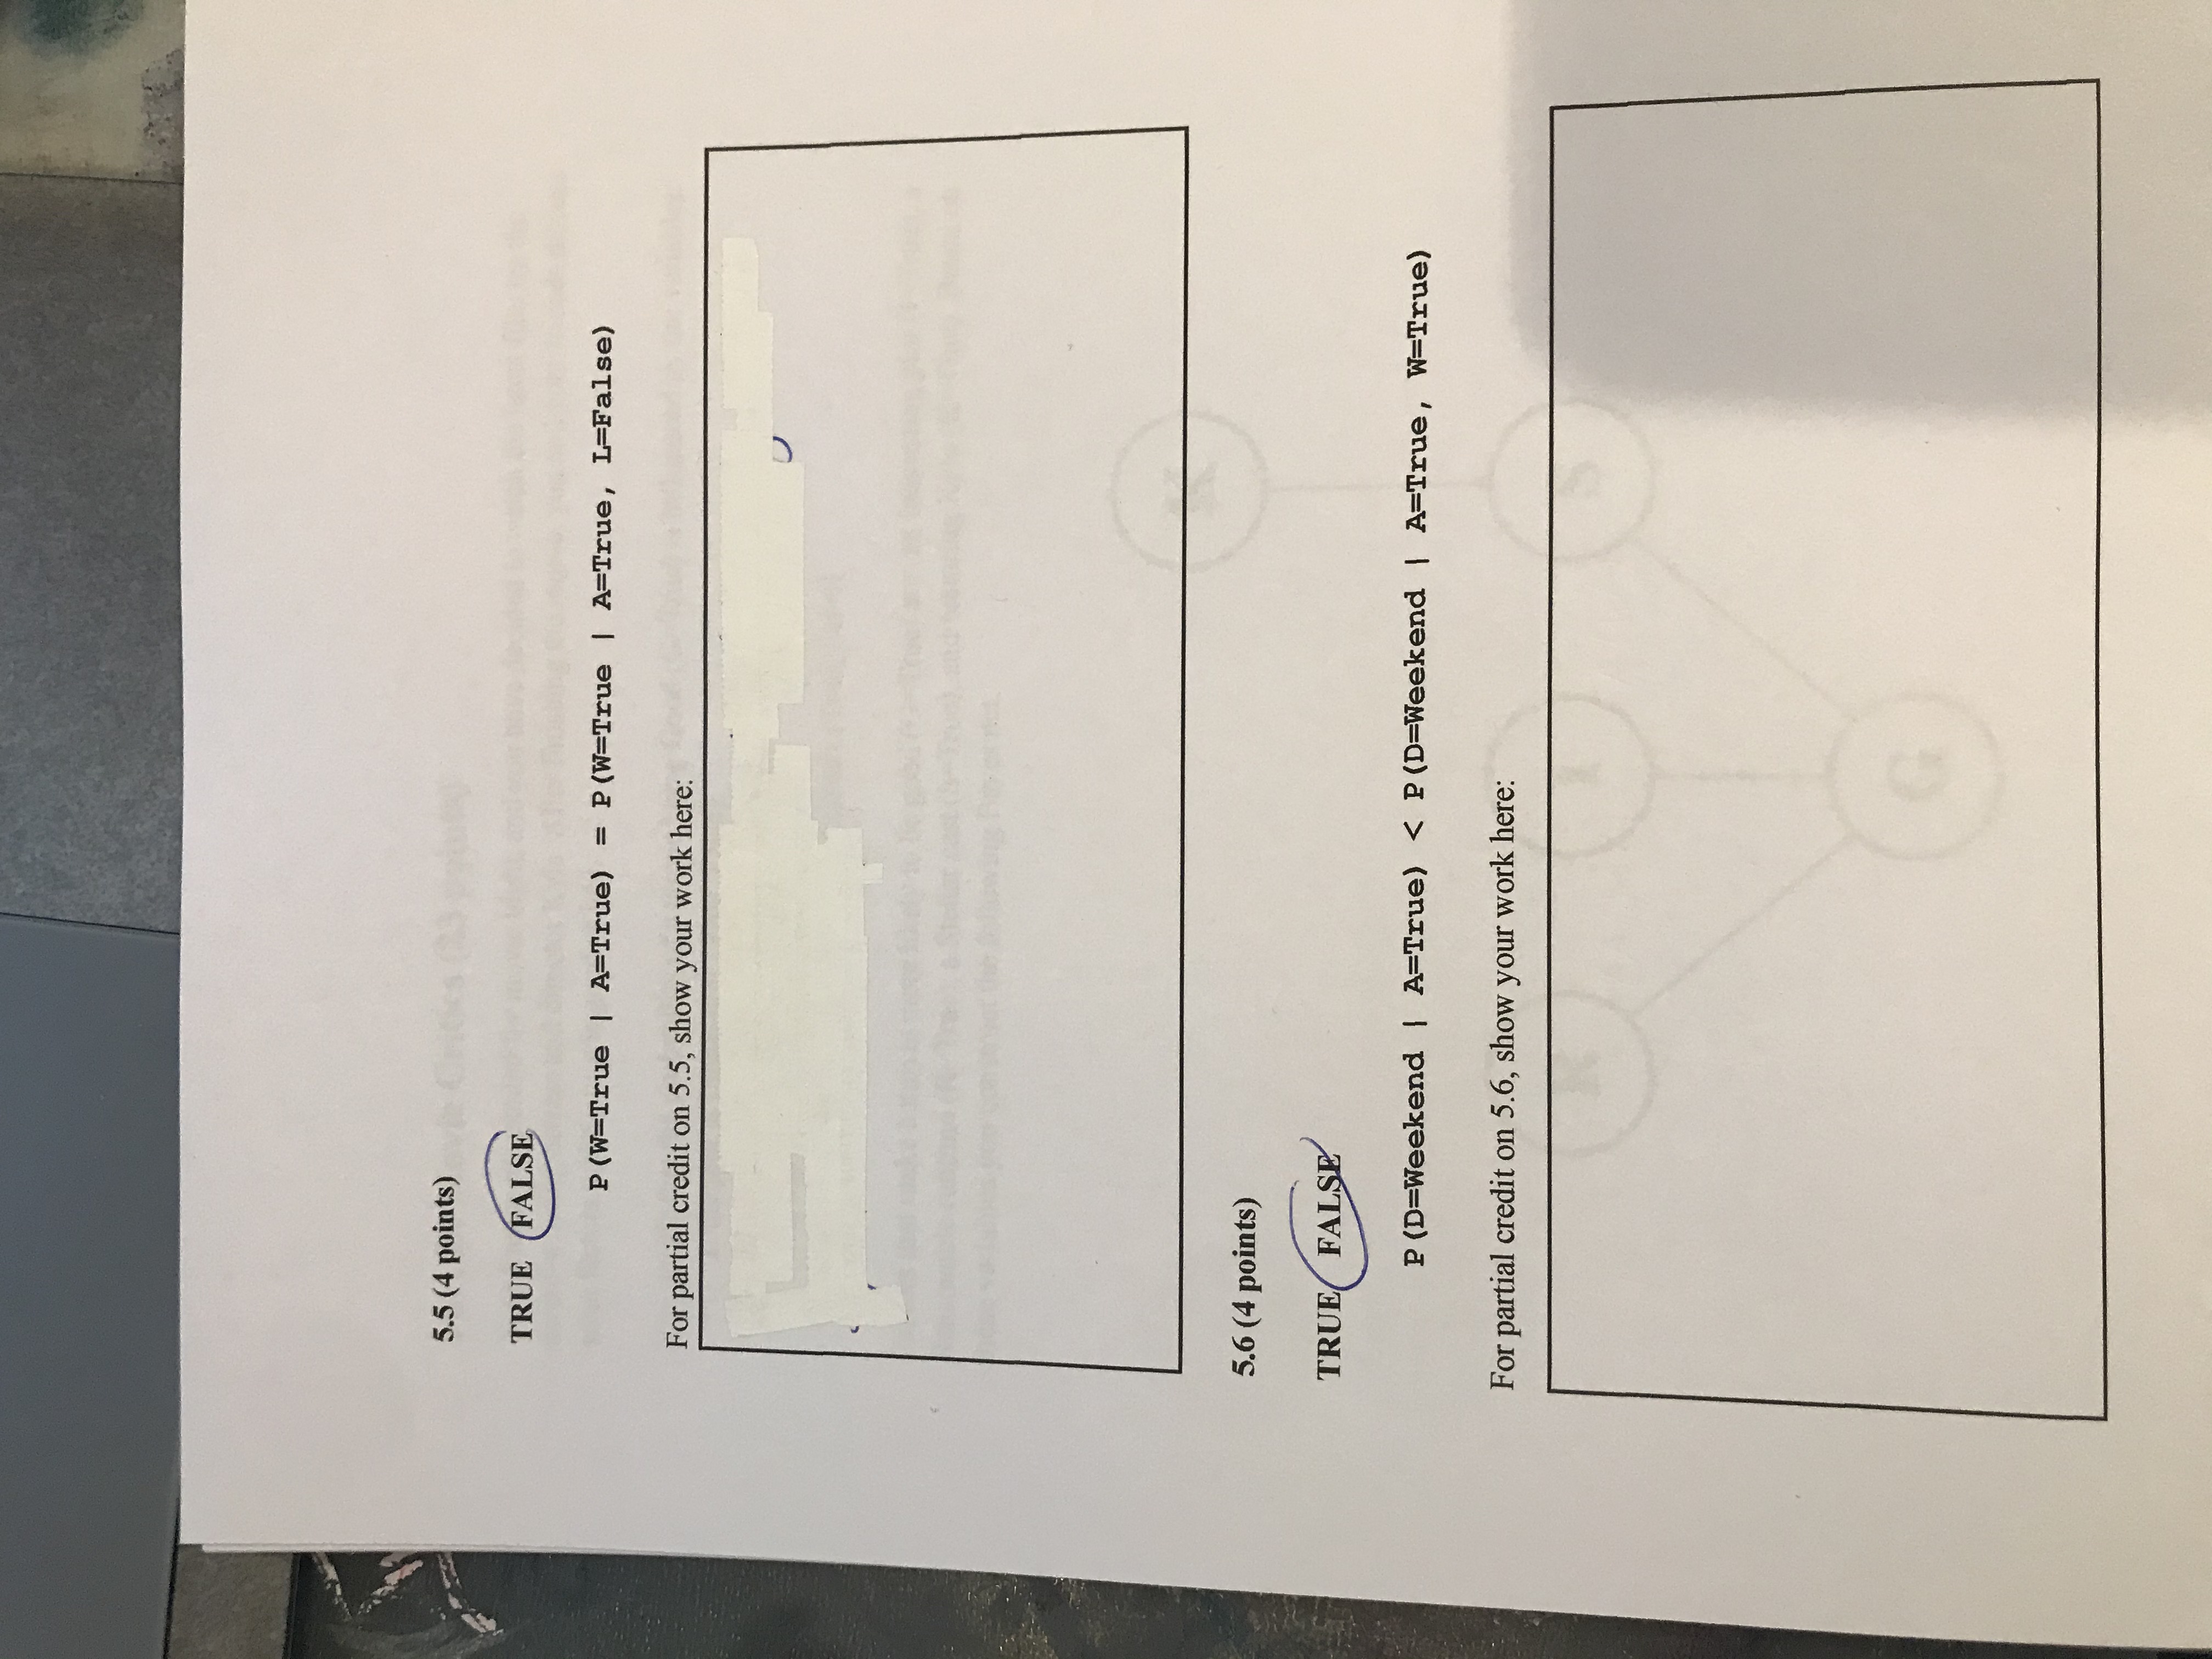 5.5 (4 points)
TRUE FALSE
P(W=True | A=True) = P(W=True | A=True, L=False)
For partial credit on 5.5, show your work here:
5.6 (4 points)
TRUE FALSE
P(D=Weekend | A=True) < P(D=Weekend | A=True, W=True)
For partial credit on 5.6, show your work here:
K
R I S
G